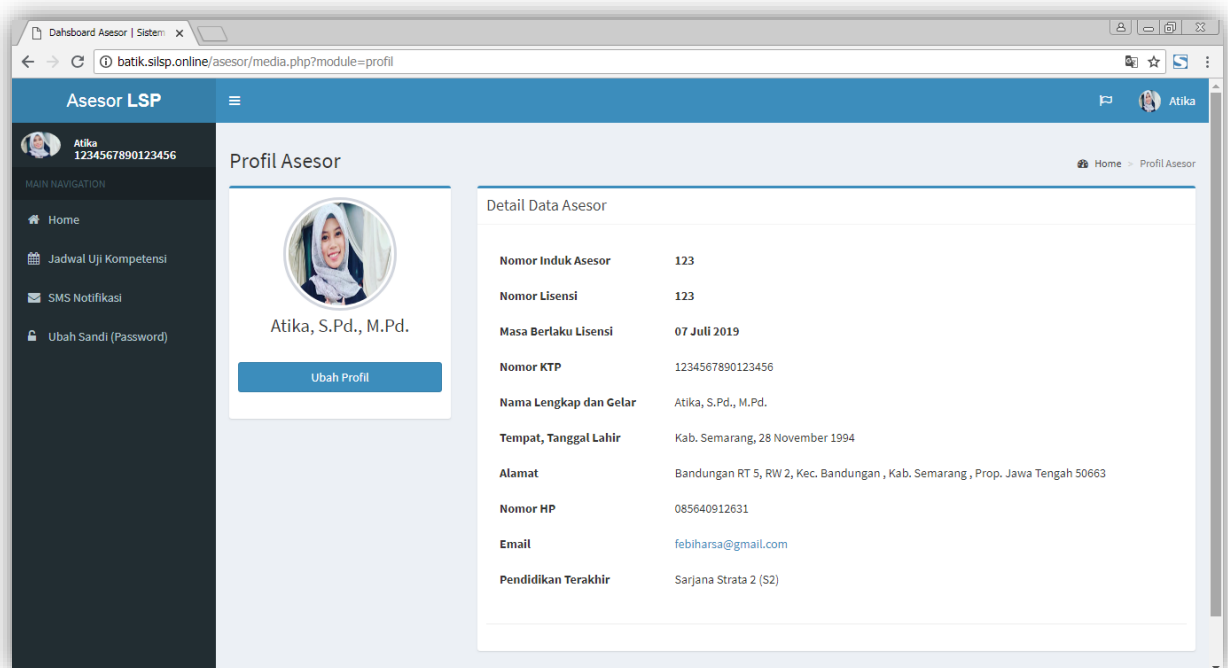 Dahsboard Asesor | Sistem
batik.silsp.online/asesor/media.php?module=profil
Asesor LSP
Atika
Atika
1234567890123456
MAIN NAVIGATION
Home
Jadwal Uji Kompetensi
SMS Notifikasi
Ubah Sandi (Password)
Profil Asesor
Home > Profil Asesor
Atika, S.Pd., M.Pd.
Ubah Profil
Detail Data Asesor
Nomor Induk Asesor 123
Nomor Lisensi 123
Masa Berlaku Lisensi 07 Juli 2019
Nomor KTP 1234567890123456
Nama Lengkap dan Gelar Atika, S.Pd., M.Pd.
Tempat, Tanggal Lahir Kab. Semarang, 28 November 1994
Alamat Bandungan RT 5, RW 2, Kec. Bandungan , Kab. Semarang , Prop. Jawa Tengah 50663
Nomor HP 085640912631
Email febiharsa@gmail.com
Pendidikan Terakhir Sarjana Strata 2 (S2)